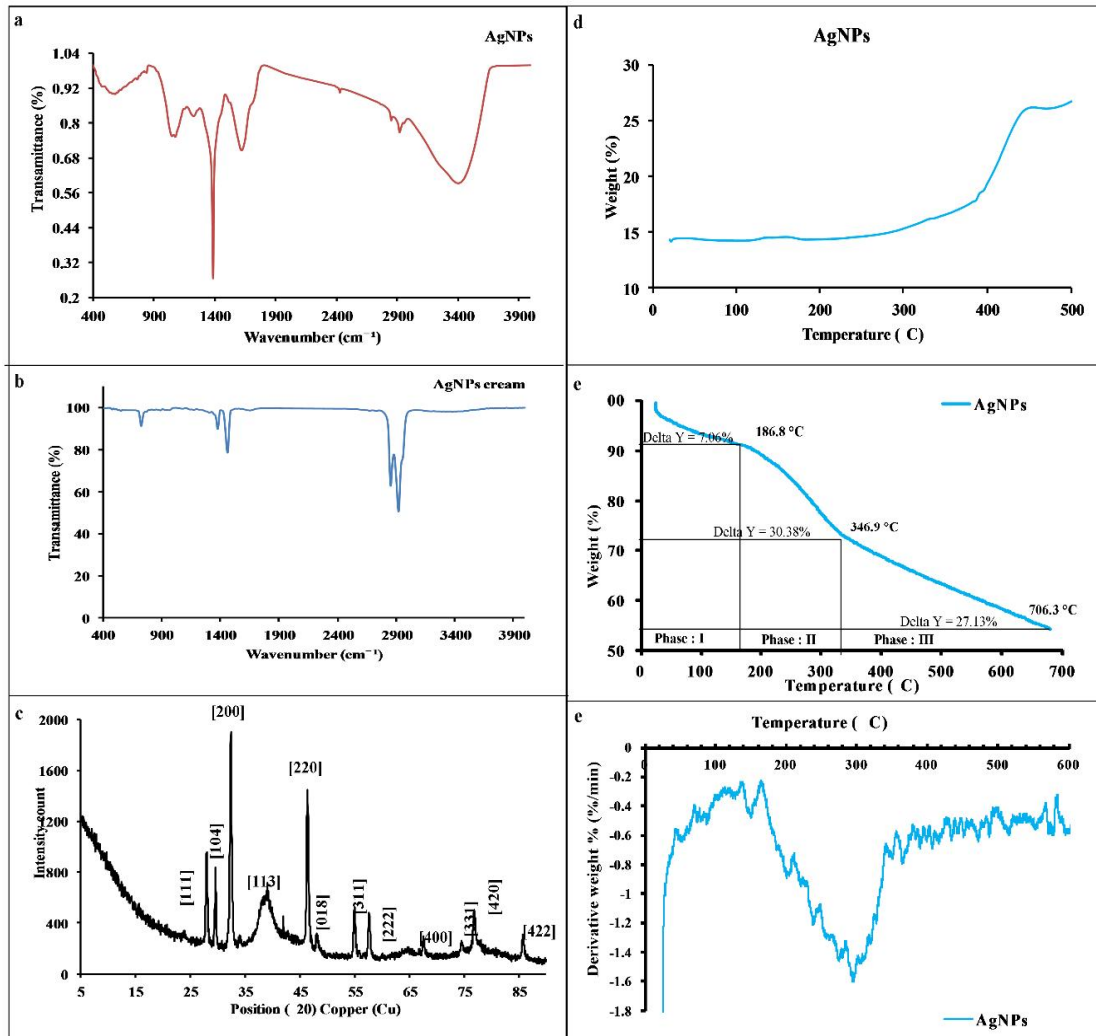 a
AgNPs
1.04
0.92
0.8
0.68
0.56
0.44
0.32
0.2
Transamittance (%)
400 900 1400 1900 2400 2900 3400 3900
Wavenumber (cm⁻¹)
b
AgNPs cream
100
80
60
40
20
0
Transamittance (%)
400 900 1400 1900 2400 2900 3400 3900
Wavenumber (cm⁻¹)
c
2000
1600
1200
800
400
0
Intensity count
[111]
[104]
[200]
[113]
[220]
[018]
[311]
[222]
[400]
[331]
[420]
[422]
5 15 25 35 45 55 65 75 85
Position ( 20) Copper (Cu)
d
AgNPs
30
25
20
15
10
Weight (%)
0 100 200 300 400 500
Temperature ( C)
e
AgNPs
00
90
80
70
60
50
Weight (%)
Delta Y = 7.06%
186.8 °C
Delta Y = 30.38%
346.9 °C
706.3 °C
Delta Y = 27.13%
Phase : I
Phase : II
Phase : III
0 100 200 300 400 500 600 700
Temperature ( C)
e
Temperature ( C)
0 100 200 300 400 500 600
0
-0.2
-0.4
-0.6
-0.8
-1
-1.2
-1.4
-1.6
-1.8
Derivative weight % (%/min)
AgNPs